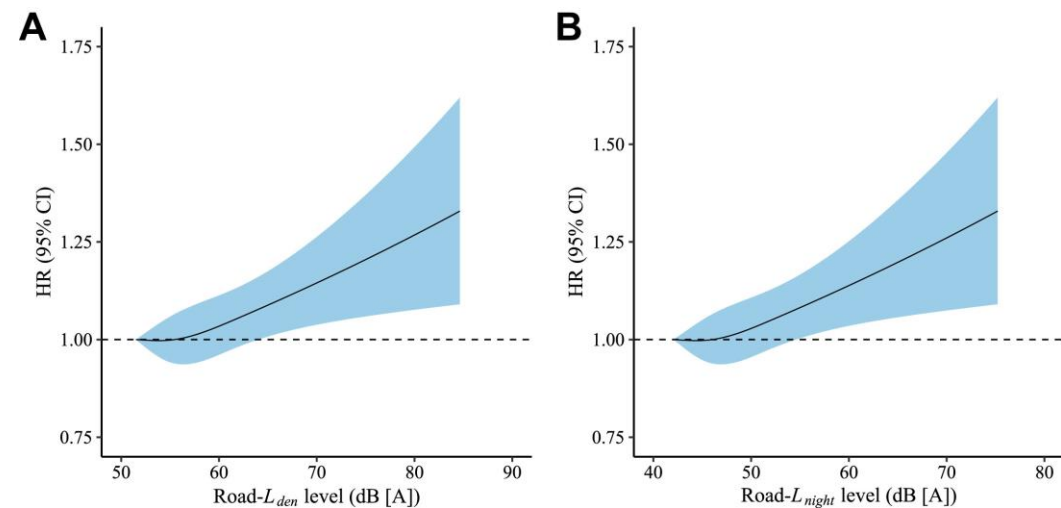 A
1.75
1.50
1.25
1.00
0.75
HR (95% CI)
50 60 70 80 90
Road-Lden level (dB [A])
B
1.75
1.50
1.25
1.00
0.75
HR (95% CI)
40 50 60 70 80
Road-Lnight level (dB [A])